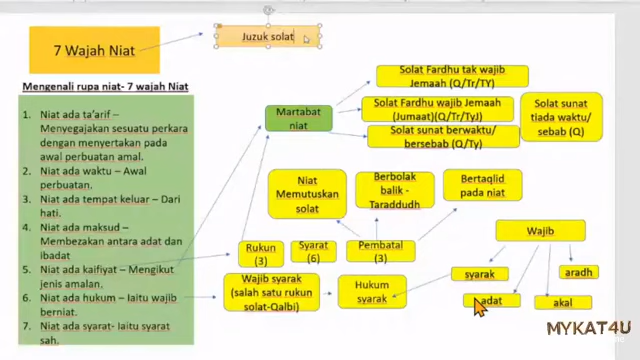 7 Wajah Niat
Juzuk solat
Mengenali rupa niat- 7 wajah Niat
1. Niat ada ta'arif –
Menyegajakan sesuatu perkara
dengan menyertakan pada
awal perbuatan amal.
2. Niat ada waktu – Awal
perbuatan.
3. Niat ada tempat keluar – Dari
hati.
4. Niat ada maksud –
Membezakan antara adat dan
ibadat
5. Niat ada kaifiyat – Mengikut
jenis amalan.
6. Niat ada hukum – Iaitu wajib
berniat.
7. Niat ada syarat- Iaitu syarat
sah.
Martabat
niat
Solat Fardhu tak wajib
Jemaah (Q/Tr/TY)
Solat Fardhu wajib Jemaah
(Jumaat)(Q/Tr/TyJ)
Solat sunat berwaktu/
bersebab (Q/Ty)
Solat sunat
tiada waktu/
sebab (Q)
Niat
Memutuskan
solat
Berbolak
balik -
Taraddudh
Bertaqlid
pada niat
Rukun
(3)
Syarat
(6)
Pembatal
(3)
Wajib syarak
(salah satu rukun
solat-Qalbi)
Hukum
syarak
Wajib
syarak
adat
akal
aradh
MYKAT4U